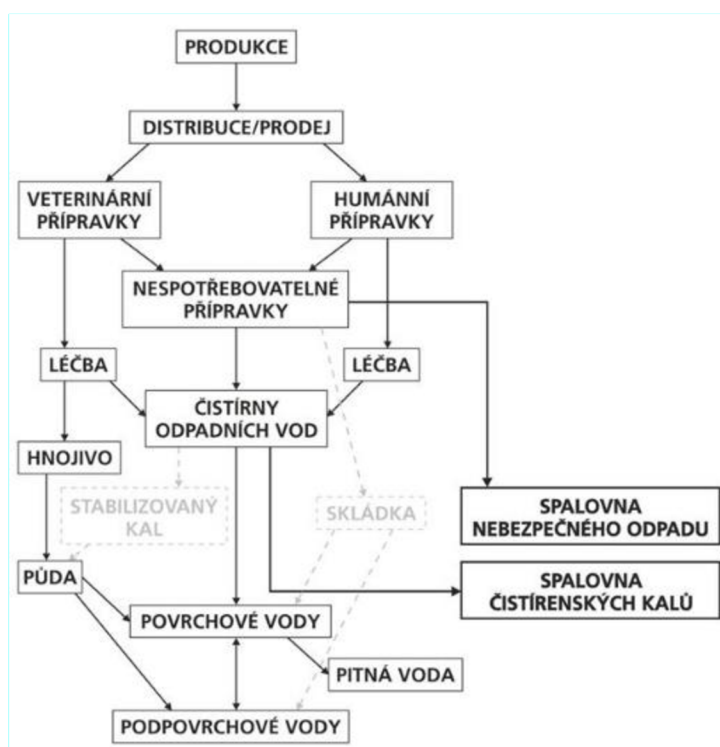 PRODUKCE
DISTRIBUCE/PRODEJ
VETERINÁRNÍ
PŘÍPRAVKY
HUMÁNNÍ
PŘÍPRAVKY
NESPOTŘEBOVATELNÉ
PŘÍPRAVKY
LÉČBA
LÉČBA
ČISTÍRNY
ODPADNÍCH VOD
HNOJIVO
STABILIZOVANÝ
KAL
SKLÁDKA
SPALOVNA
NEBEZPEČNÉHO ODPADU
PŮDA
SPALOVNA
ČISTÍRENSKÝCH KALŮ
POVRCHOVÉ VODY
PITNÁ VODA
PODPOVRCHOVÉ VODY